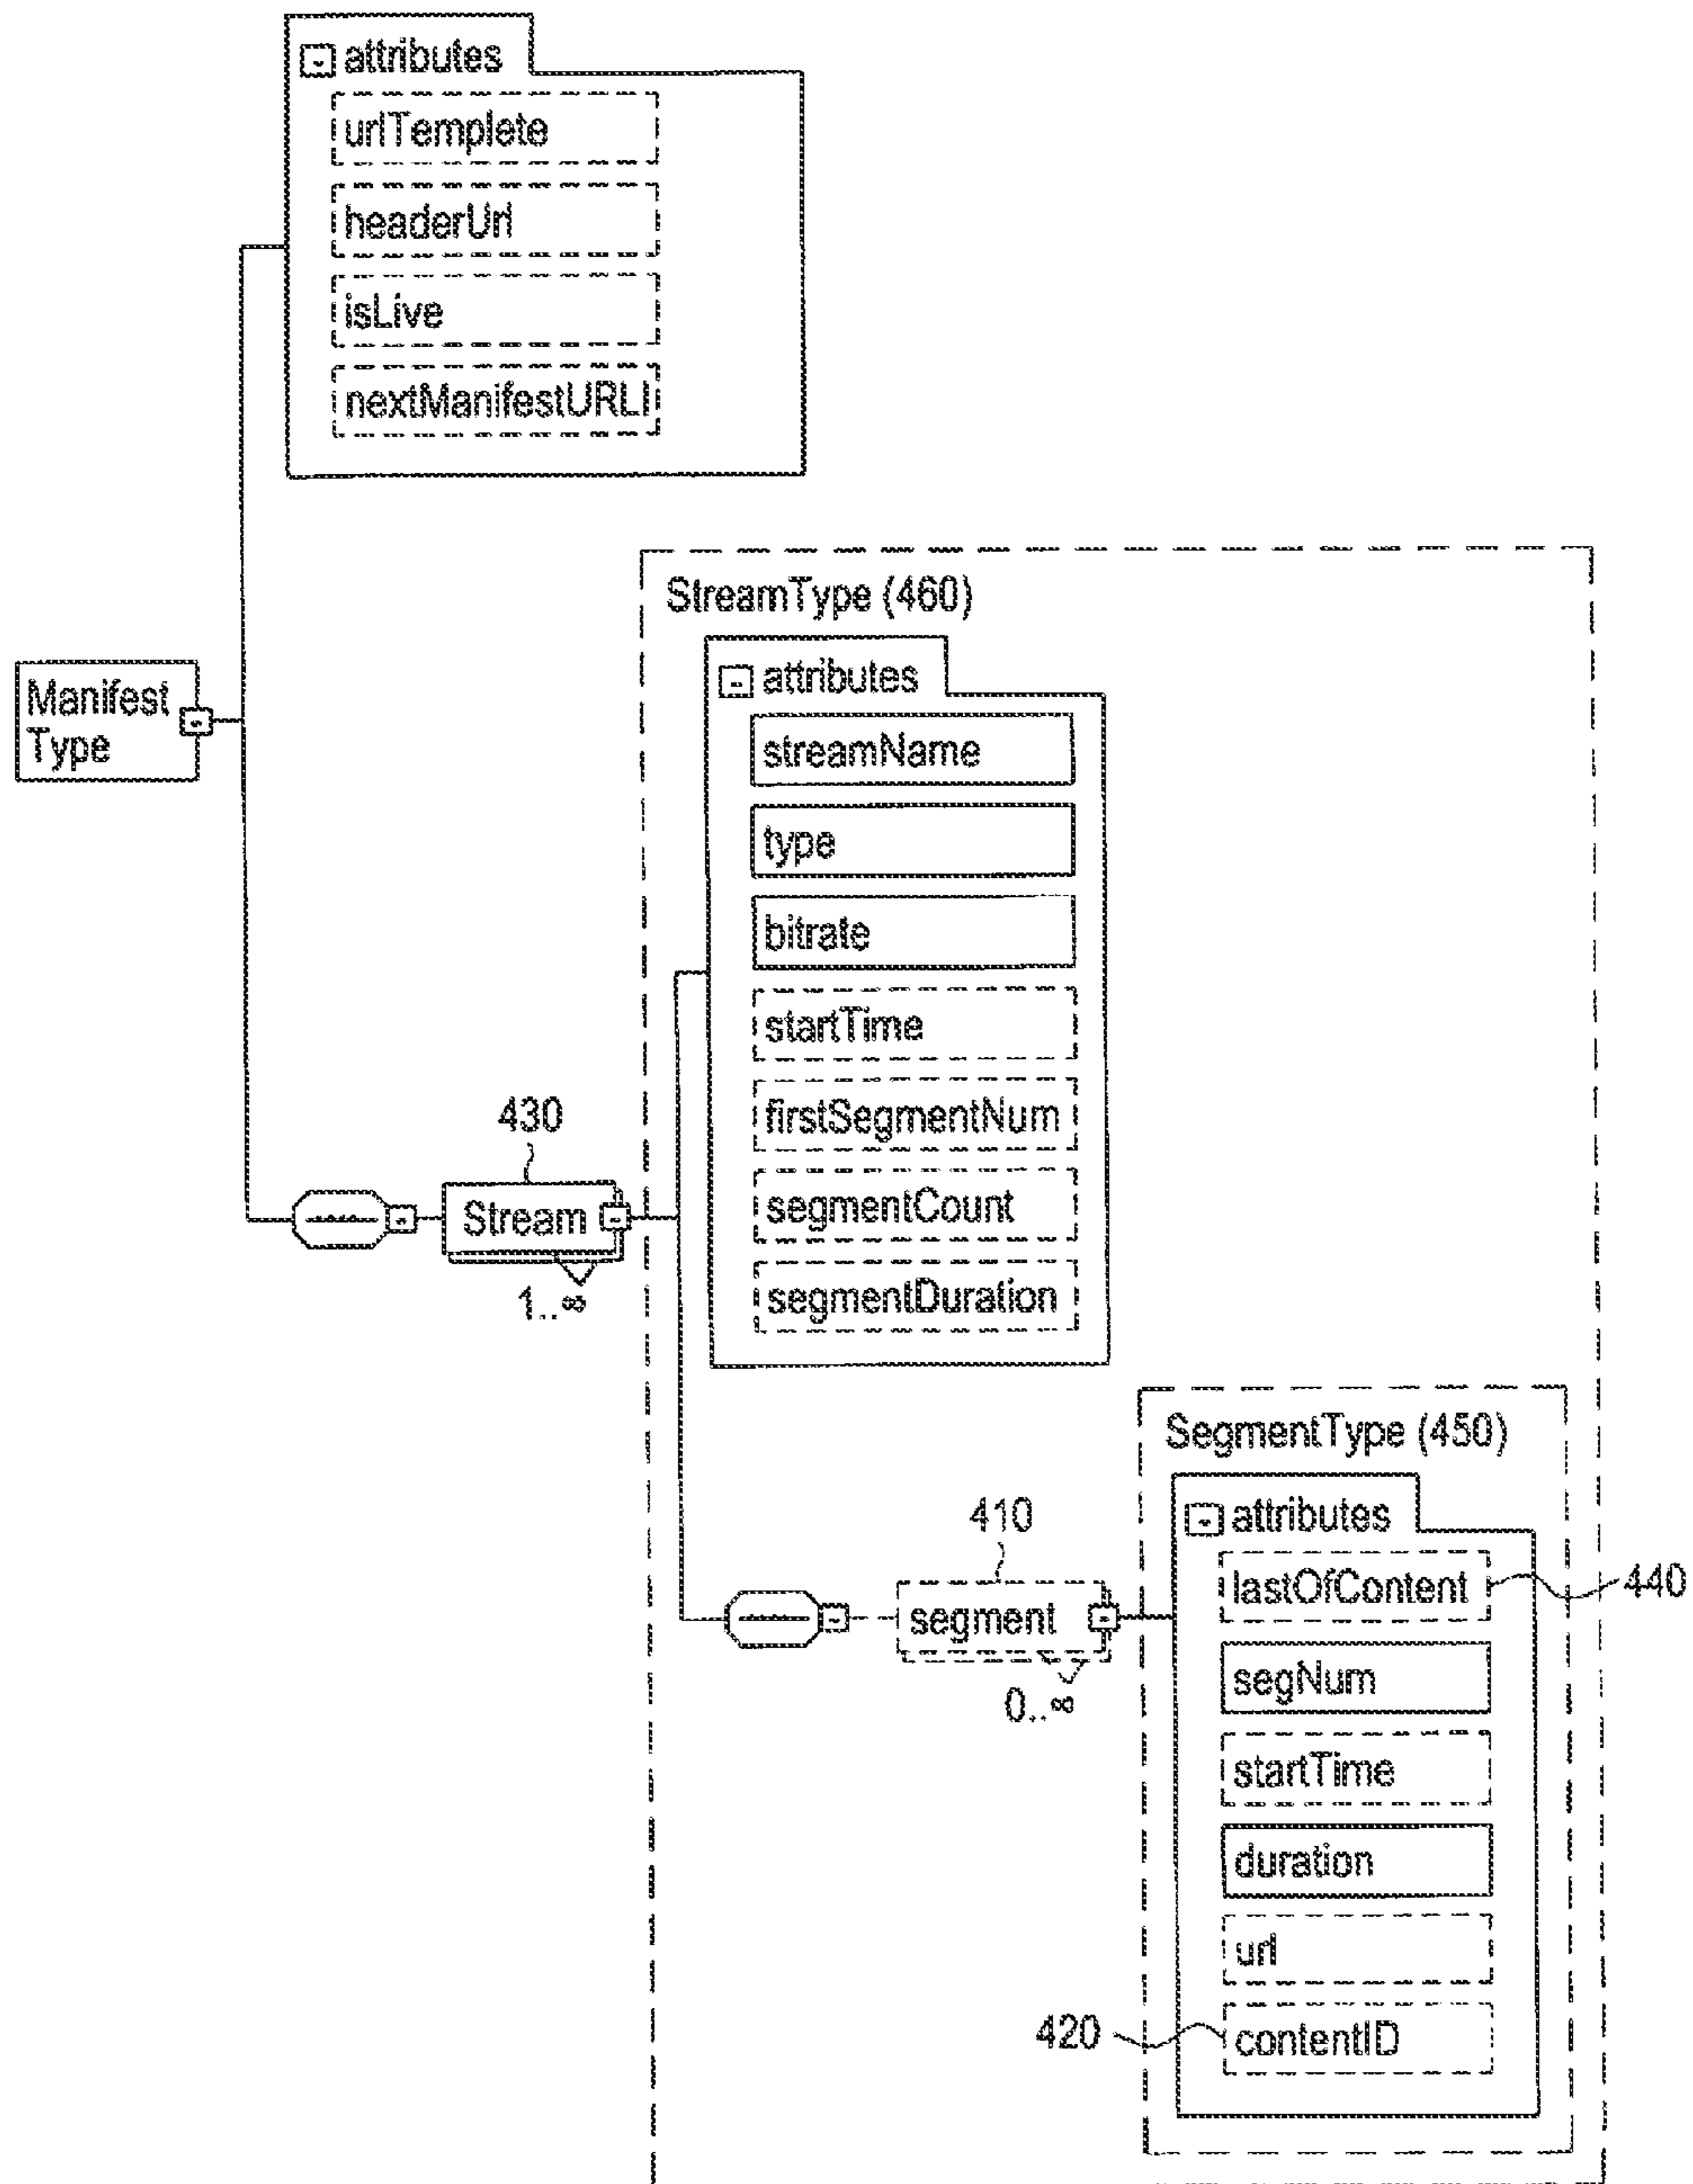 attributes
urlTemplete
headerUrl
isLive
nextManifestURLI
StreamType (460)
attributes
Manifest
Type
streamName
type
bitrate
startTime
firstSegmentNum
430
segmentCount
Stream
segmentDuration
1..∞
SegmentType (450)
attributes
410
lastOfContent
440
segment
segNum
0..∞
startTime
duration
url
420
contentID